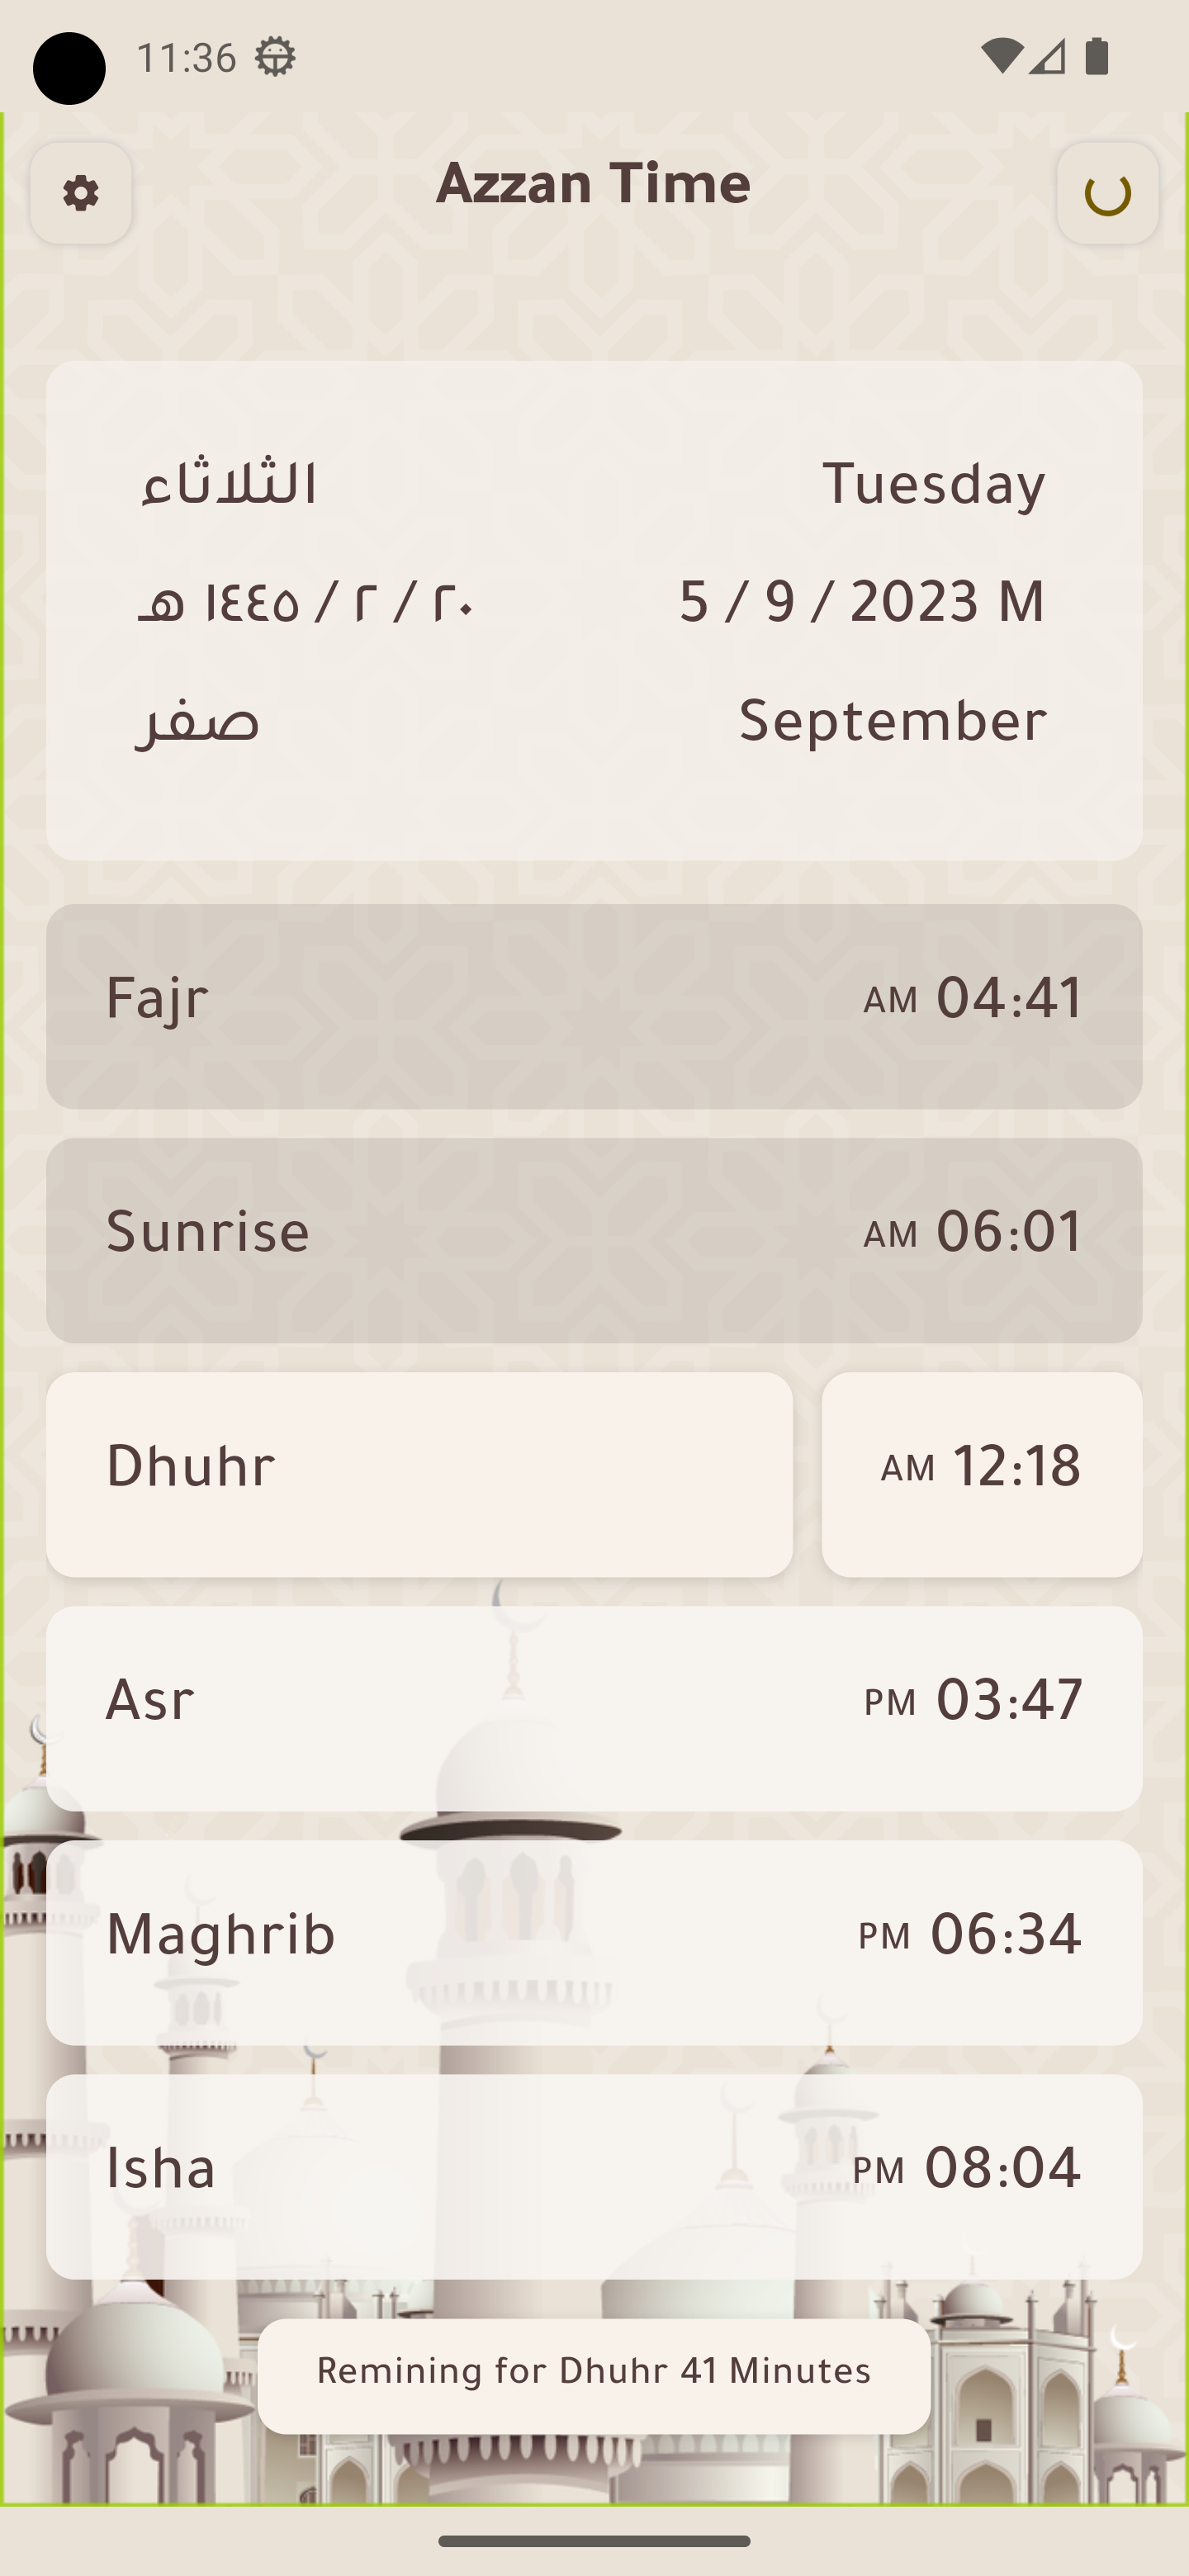 11:36
Azzan Time
الثلاثاء
Tuesday
٢٠ / ٢ / ١٤٤٥ هـ
5 / 9 / 2023 M
صفر
September
Fajr AM 04:41
Sunrise AM 06:01
Dhuhr AM 12:18
Asr PM 03:47
Maghrib PM 06:34
Isha PM 08:04
Remining for Dhuhr 41 Minutes